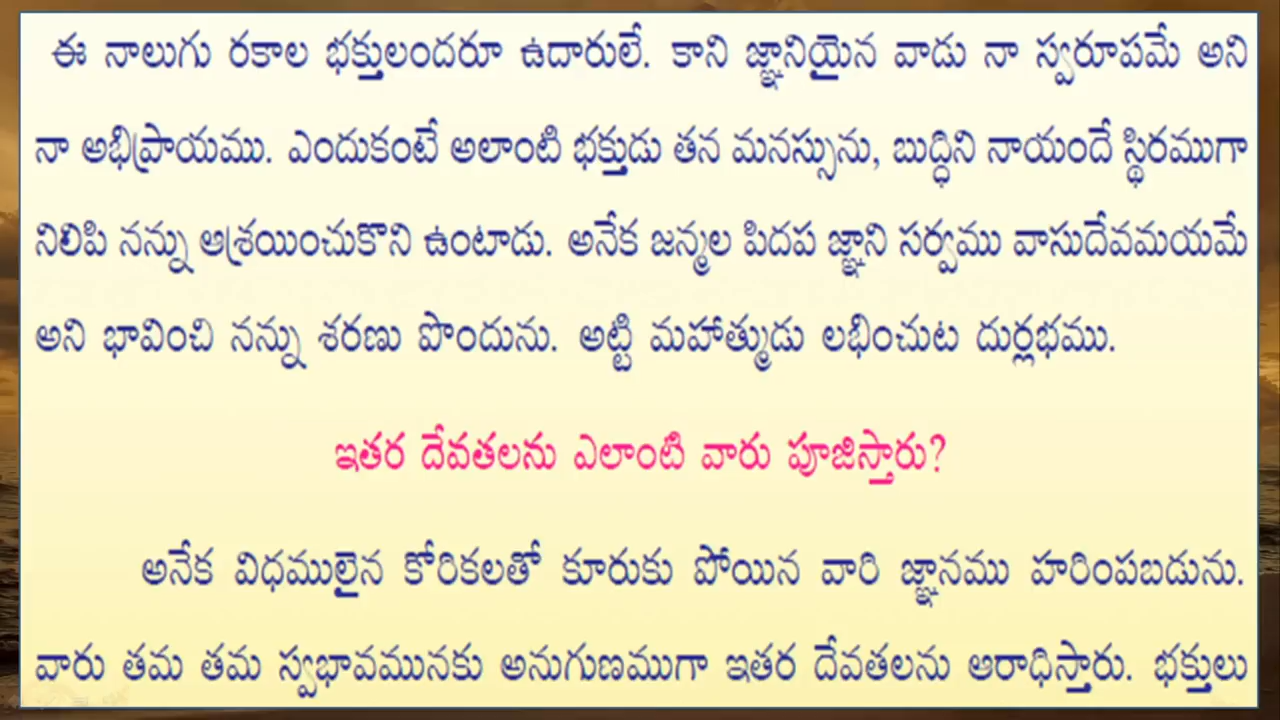 ఈ నాలుగు రకాల భక్తులందరూ ఉదారులే. కాని జ్ఞానియైన వాడు నా స్వరూపమే అని
నా అభిప్రాయము. ఎందుకంటే అలాంటి భక్తుడు తన మనస్సును, బుద్ధిని నాయందే స్థిరముగా
నిలిపి నన్ను ఆశ్రయించుకొని ఉంటాడు. అనేక జన్మల పిదప జ్ఞాని సర్వము వాసుదేవమయమే
అని భావించి నన్ను శరణు పొందును. అట్టి మహాత్ముడు లభించుట దుర్లభము.
ఇతర దేవతలను ఎలాంటి వారు పూజిస్తారు?
అనేక విధములైన కోరికలతో కూరుకు పోయిన వారి జ్ఞానము హరింపబడును.
వారు తమ తమ స్వభావమునకు అనుగుణముగా ఇతర దేవతలను ఆరాధిస్తారు. భక్తులు